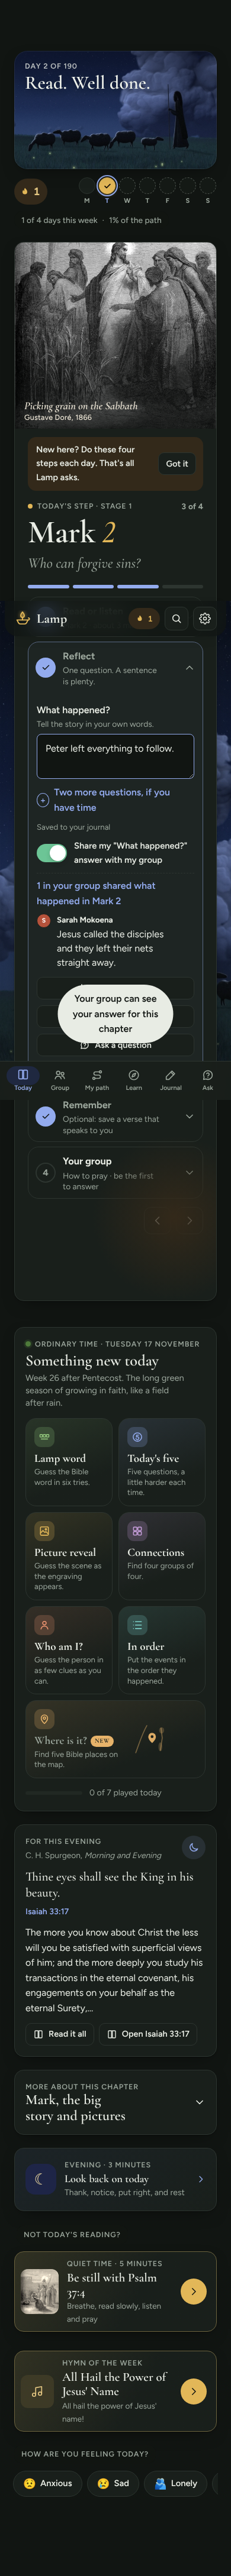 DAY 2 OF 190
Read. Well done.
1
M T W T F S S
1 of 4 days this week · 1% of the path
Picking grain on the Sabbath
Gustave Doré, 1866
New here? Do these four
steps each day. That's all
Lamp asks.
Got it
TODAY'S STEP · STAGE 1
3 of 4
Mark 2
Who can forgive sins?
Lamp
1
Reflect
One question. A sentence
is plenty.
What happened?
Tell the story in your own words.
Peter left everything to follow.
Two more questions, if you
have time
Saved to your journal
Share my "What happened?"
answer with my group
1 in your group shared what
happened in Mark 2
S
Sarah Mokoena
Jesus called the disciples
and they left their nets
straight away.
Your group can see
your answer for this
chapter
Ask a question
Today
Group
My path
Learn
Journal
Ask
Remember
Optional: save a verse that
speaks to you
4
Your group
How to pray · be the first
to answer
ORDINARY TIME · TUESDAY 17 NOVEMBER
Something new today
Week 26 after Pentecost. The long green
season of growing in faith, like a field
after rain.
Lamp word
Guess the Bible
word in six tries.
Today's five
Five questions, a
little harder each
time.
Picture reveal
Guess the scene as
the engraving
appears.
Connections
Find four groups of
four.
Who am I?
Guess the person in
as few clues as you
can.
In order
Put the events in
the order they
happened.
Where is it? NEW
Find five Bible places on
the map.
0 of 7 played today
FOR THIS EVENING
C. H. Spurgeon, Morning and Evening
Thine eyes shall see the King in his
beauty.
Isaiah 33:17
The more you know about Christ the less
will you be satisfied with superficial views
of him; and the more deeply you study his
transactions in the eternal covenant, his
engagements on your behalf as the
eternal Surety,...
Read it all
Open Isaiah 33:17
MORE ABOUT THIS CHAPTER
Mark, the big
story and pictures
EVENING · 3 MINUTES
Look back on today
Thank, notice, put right, and rest
NOT TODAY'S READING?
QUIET TIME · 5 MINUTES
Be still with Psalm
37:4
Breathe, read slowly, listen
and pray
HYMN OF THE WEEK
All Hail the Power of
Jesus' Name
All hail the power of Jesus'
name!
HOW ARE YOU FEELING TODAY?
Anxious
Sad
Lonely